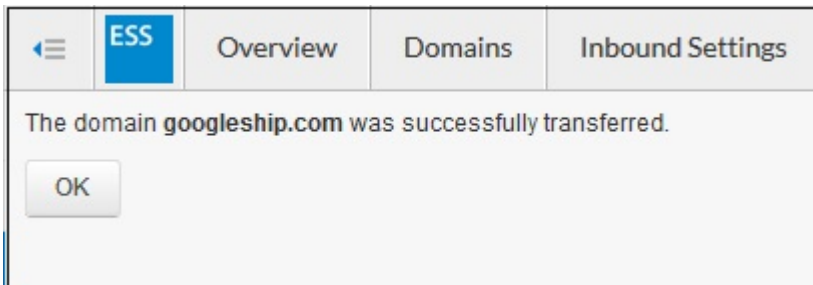 ESS Overview Domains Inbound Settings
The domain googleship.com was successfully transferred.
OK